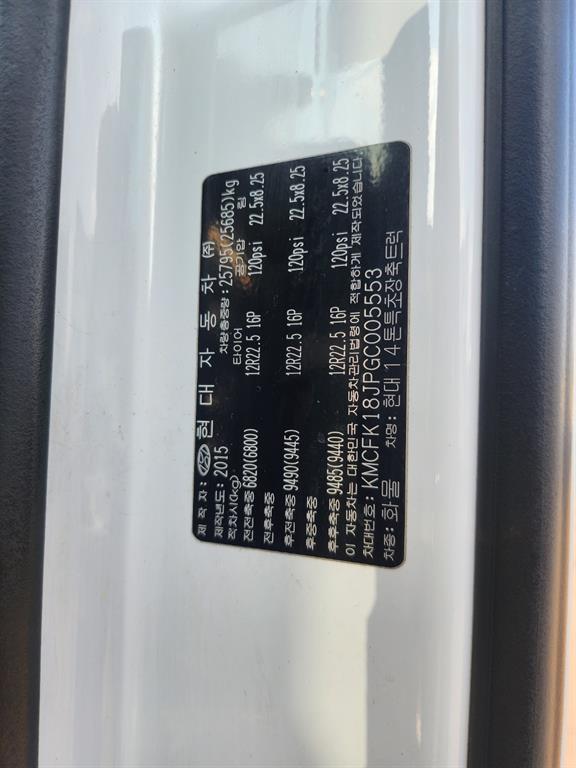 제 작 자: 현 대 자 동 차 ㈜
제작년도: 2015 차량총중량: 25795(25685)kg
적차시(kg) 타이어 공기압 림
전전축중 6820(6800) 12R22.5 16P 120psi 22.5x8.25
전후축중
후전축중 9490(9445) 12R22.5 16P 120psi 22.5x8.25
후중축중
후후축중 9485(9440) 12R22.5 16P 120psi 22.5x8.25
이 자동차는 대한민국 자동차관리법령에 적합하게 제작되었습니다.
차대번호: KMCFK18JPGC005553
차종: 화물 차명: 현대 14톤특초장축트럭